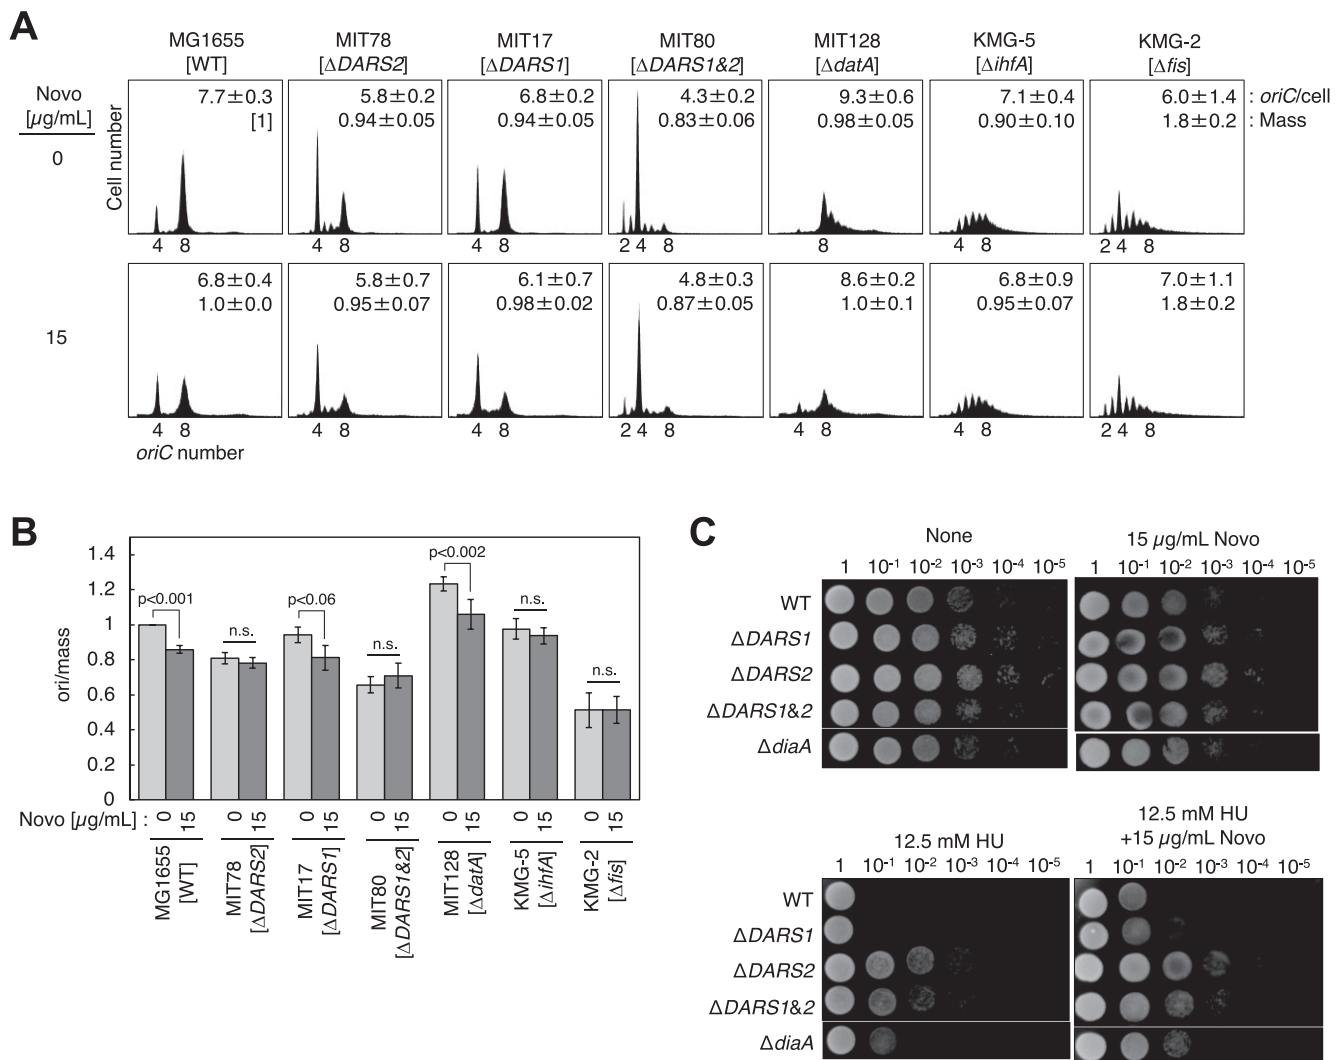 A
MG1655 MIT78 MIT17 MIT80 MIT128 KMG-5 KMG-2
[WT] [ΔDARS2] [ΔDARS1] [ΔDARS1&2] [ΔdatA] [ΔihfA] [Δfis]
Novo
[μg/mL]
Cell number
0
7.7±0.3 5.8±0.2 6.8±0.2 4.3±0.2 9.3±0.6 7.1±0.4 6.0±1.4 : oriC/cell
[1] 0.94±0.05 0.94±0.05 0.83±0.06 0.98±0.05 0.90±0.10 1.8±0.2 : Mass
4 8 4 8 4 8 2 4 8 8 4 8 2 4 8
15
6.8±0.4 5.8±0.7 6.1±0.7 4.8±0.3 8.6±0.2 6.8±0.9 7.0±1.1
1.0±0.0 0.95±0.07 0.98±0.02 0.87±0.05 1.0±0.1 0.95±0.07 1.8±0.2
4 8 4 8 4 8 2 4 8 4 8 4 8 2 4 8
oriC number
B
ori/mass
1.4
1.2
1
0.8
0.6
0.4
0.2
0
p<0.001
n.s.
p<0.06
n.s.
p<0.002
n.s.
n.s.
Novo [μg/mL] : 0 15 0 15 0 15 0 15 0 15 0 15 0 15
MG1655
[WT]
MIT78
[ΔDARS2]
MIT17
[ΔDARS1]
MIT80
[ΔDARS1&2]
MIT128
[ΔdatA]
KMG-5
[ΔihfA]
KMG-2
[Δfis]
C
None
1 10-1 10-2 10-3 10-4 10-5
15 μg/mL Novo
1 10-1 10-2 10-3 10-4 10-5
WT
ΔDARS1
ΔDARS2
ΔDARS1&2
ΔdiaA
12.5 mM HU
1 10-1 10-2 10-3 10-4 10-5
12.5 mM HU
+15 μg/mL Novo
1 10-1 10-2 10-3 10-4 10-5
WT
ΔDARS1
ΔDARS2
ΔDARS1&2
ΔdiaA